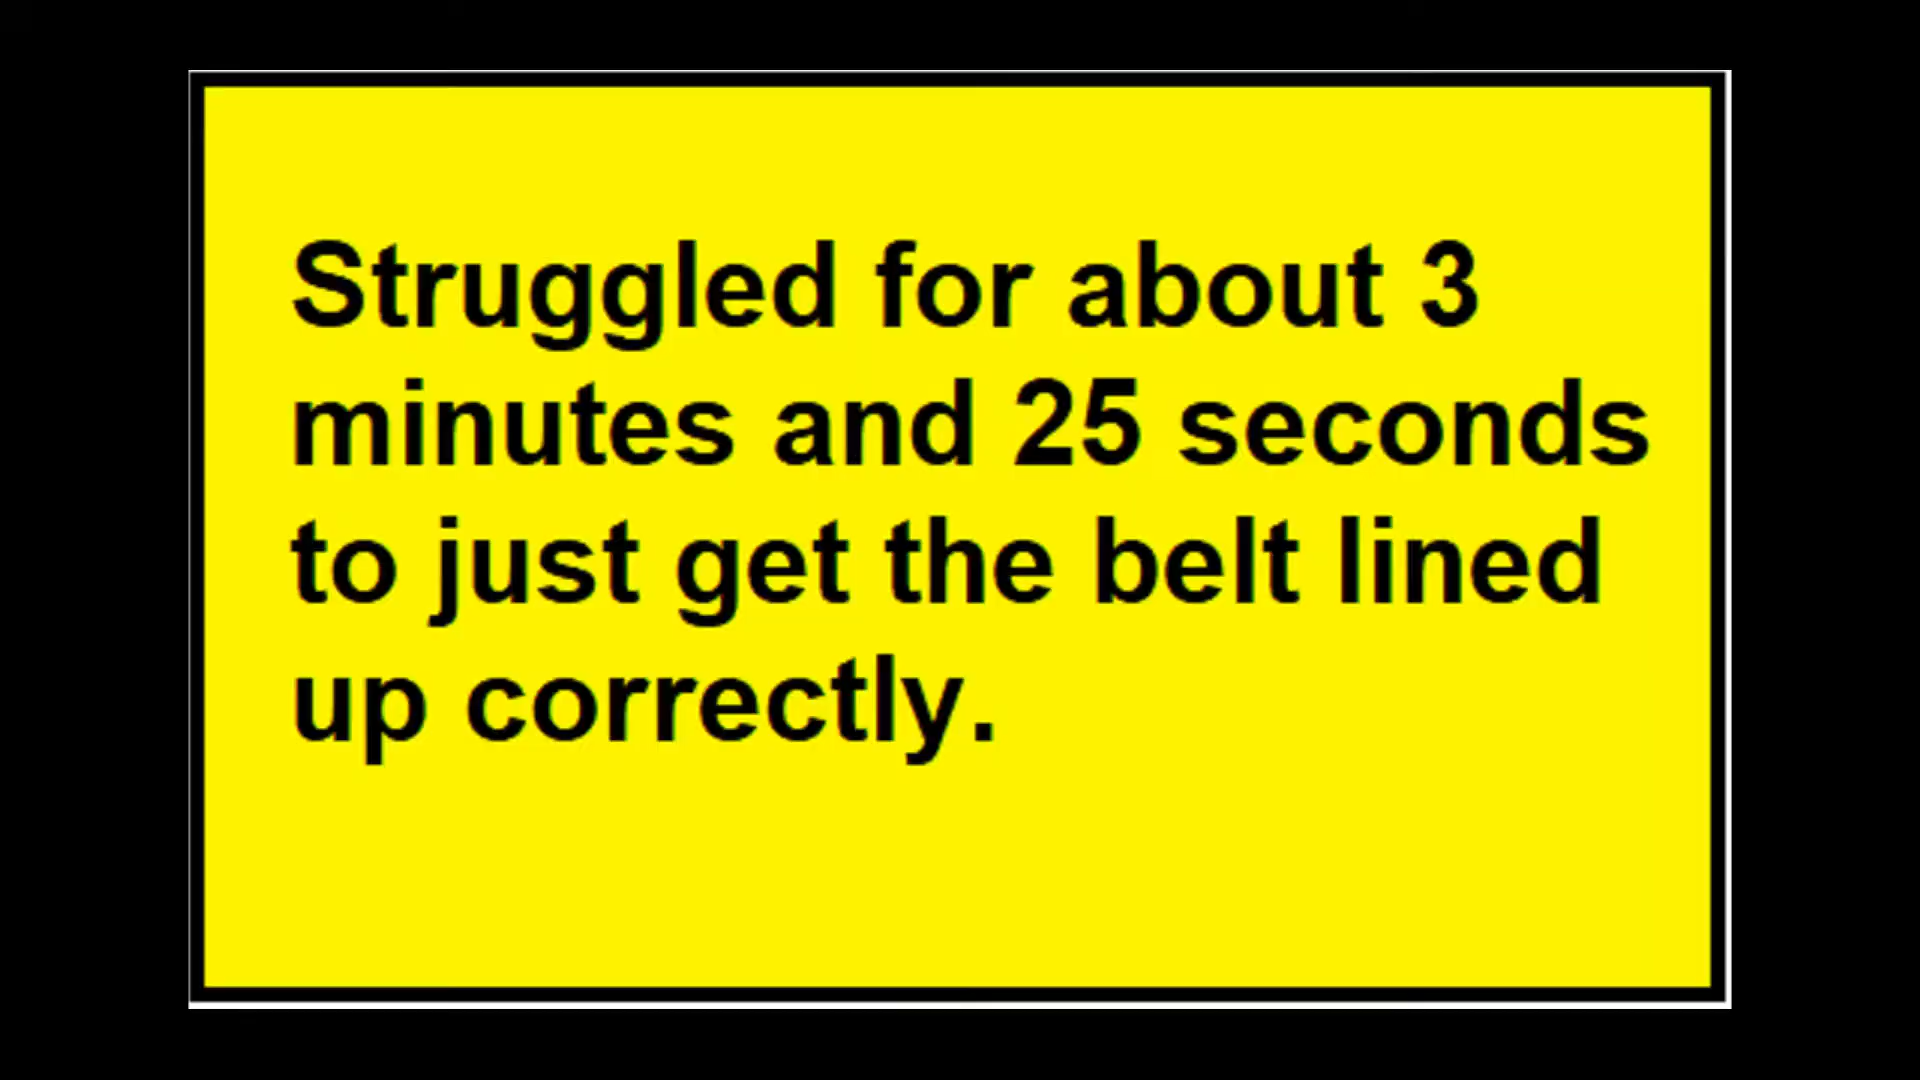 Struggled for about 3
minutes and 25 seconds
to just get the belt lined
up correctly.